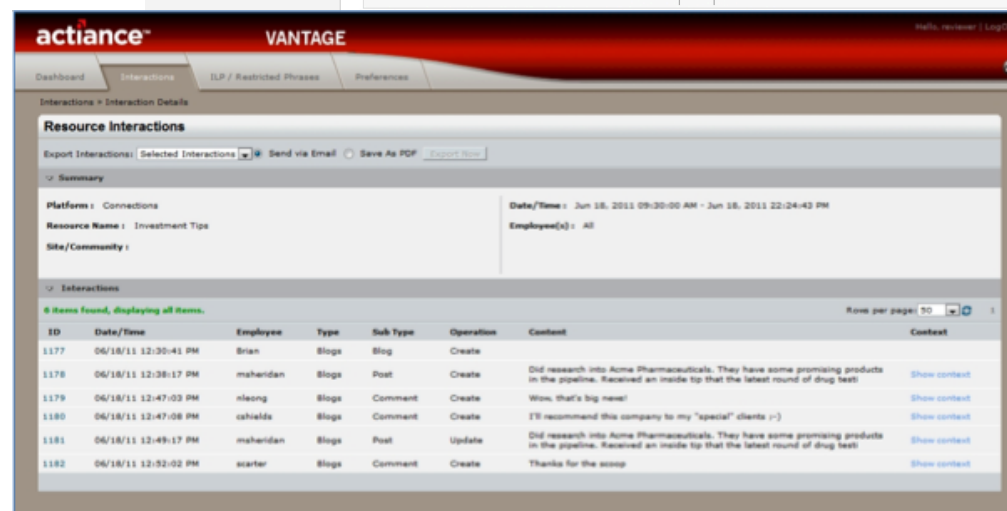 actiance™ VANTAGE
Hello, reviewer | Log
Dashboard Interactions ILP / Restricted Phrases Preferences
Interactions > Interaction Details
Resource Interactions
Export Interactions: Selected Interactions Send via Email Save As PDF Export Now
Summary
Platform : Connections Date/Time : Jun 18, 2011 09:30:00 AM - Jun 18, 2011 22:24:43 PM
Resource Name : Investment Tips Employee(s) : All
Site/Community :
Interactions
6 items found, displaying all items. Rows per page: 50 1
ID Date/Time Employee Type Sub Type Operation Content Context
1177 06/18/11 12:30:41 PM Brian Blogs Blog Create
1178 06/18/11 12:38:17 PM msheridan Blogs Post Create Did research into Acme Pharmaceuticals. They have some promising products Show context
in the pipeline. Received an inside tip that the latest round of drug testi
1179 06/18/11 12:47:03 PM nleong Blogs Comment Create Wow, that's big news! Show context
1180 06/18/11 12:47:08 PM cshields Blogs Comment Create I'll recommend this company to my "special" clients ;-) Show context
1181 06/18/11 12:49:17 PM msheridan Blogs Post Update Did research into Acme Pharmaceuticals. They have some promising products Show context
in the pipeline. Received an inside tip that the latest round of drug testi
1182 06/18/11 12:52:02 PM scarter Blogs Comment Create Thanks for the scoop Show context